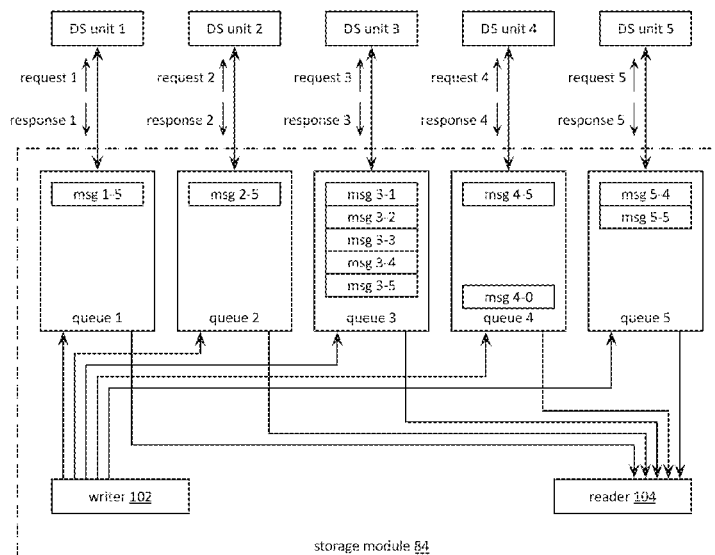 DS unit 1 DS unit 2 DS unit 3 DS unit 4 DS unit 5
request 1 request 2 request 3 request 4 request 5
response 1 response 2 response 3 response 4 response 5
msg 1-5 msg 2-5 msg 3-1 msg 4-5 msg 5-4
msg 3-2 msg 5-5
msg 3-3
msg 3-4
msg 3-5
msg 4-0
queue 1 queue 2 queue 3 queue 4 queue 5
writer 102 reader 104
storage module 84